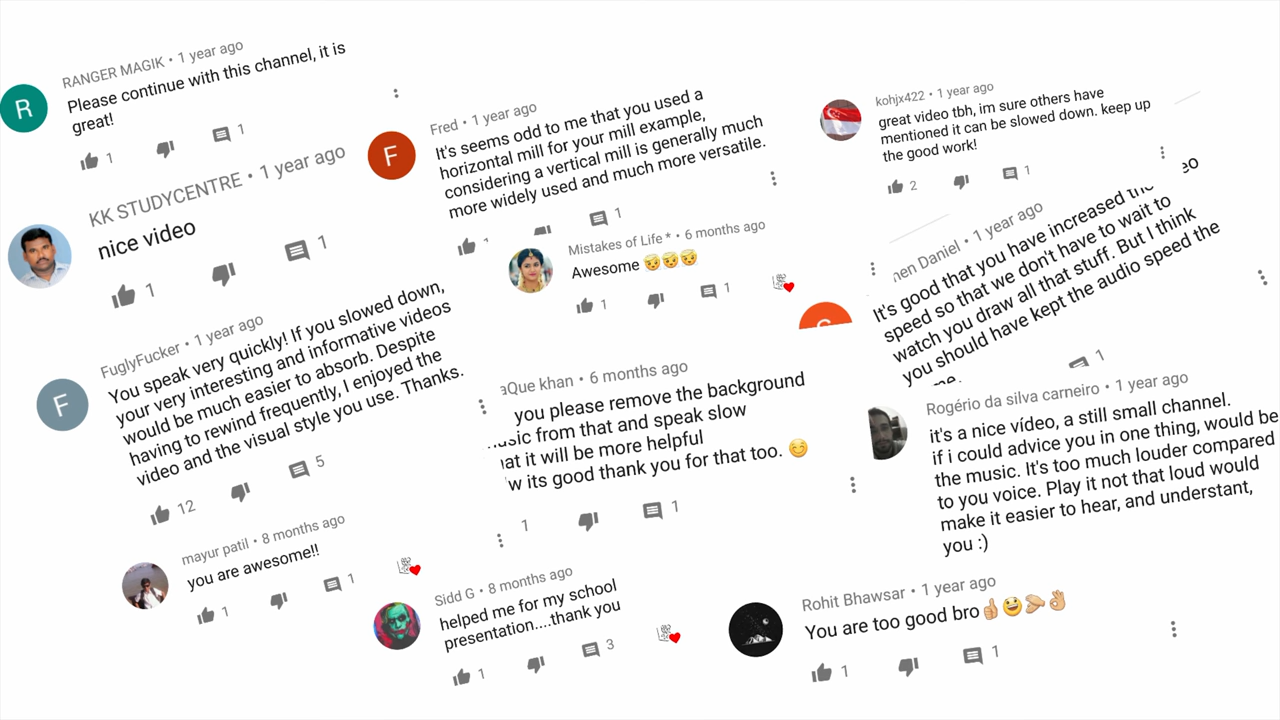 RANGER MAGIK • 1 year ago
Please continue with this channel, it is
great!
1
1
R
KK STUDYCENTRE • 1 year ago
nice video
1
1
FuglyFucker • 1 year ago
You speak very quickly! If you slowed down,
your very interesting and informative videos
would be much easier to absorb. Despite
having to rewind frequently, I enjoyed the
video and the visual style you use. Thanks.
F
12
5
mayur patil • 8 months ago
you are awesome!!
1
1
Fred • 1 year ago
It's seems odd to me that you used a
horizontal mill for your mill example,
considering a vertical mill is generally much
more widely used and much more versatile.
F
1
Mistakes of Life * • 6 months ago
Awesome 😇😇😇
1
1
aQue khan • 6 months ago
you please remove the background
from that and speak slow
it will be more helpful
its good thank you for that too. 😊
1
1
Sidd G • 8 months ago
helped me for my school
presentation....thank you
1
3
kohjx422 • 1 year ago
great video tbh, im sure others have
mentioned it can be slowed down. keep up
the good work!
2
1
Daniel • 1 year ago
It's good that you have increased the
speed so that we don't have to wait to
watch you draw all that stuff. But I think
you should have kept the audio speed the
1
Rogério da silva carneiro • 1 year ago
it's a nice vídeo, a still small channel.
if i could advice you in one thing, would be
the music. It's too much louder compared
to you voice. Play it not that loud would
make it easier to hear, and understant,
you :)
Rohit Bhawsar • 1 year ago
You are too good bro👍😃🫴👌
1
1